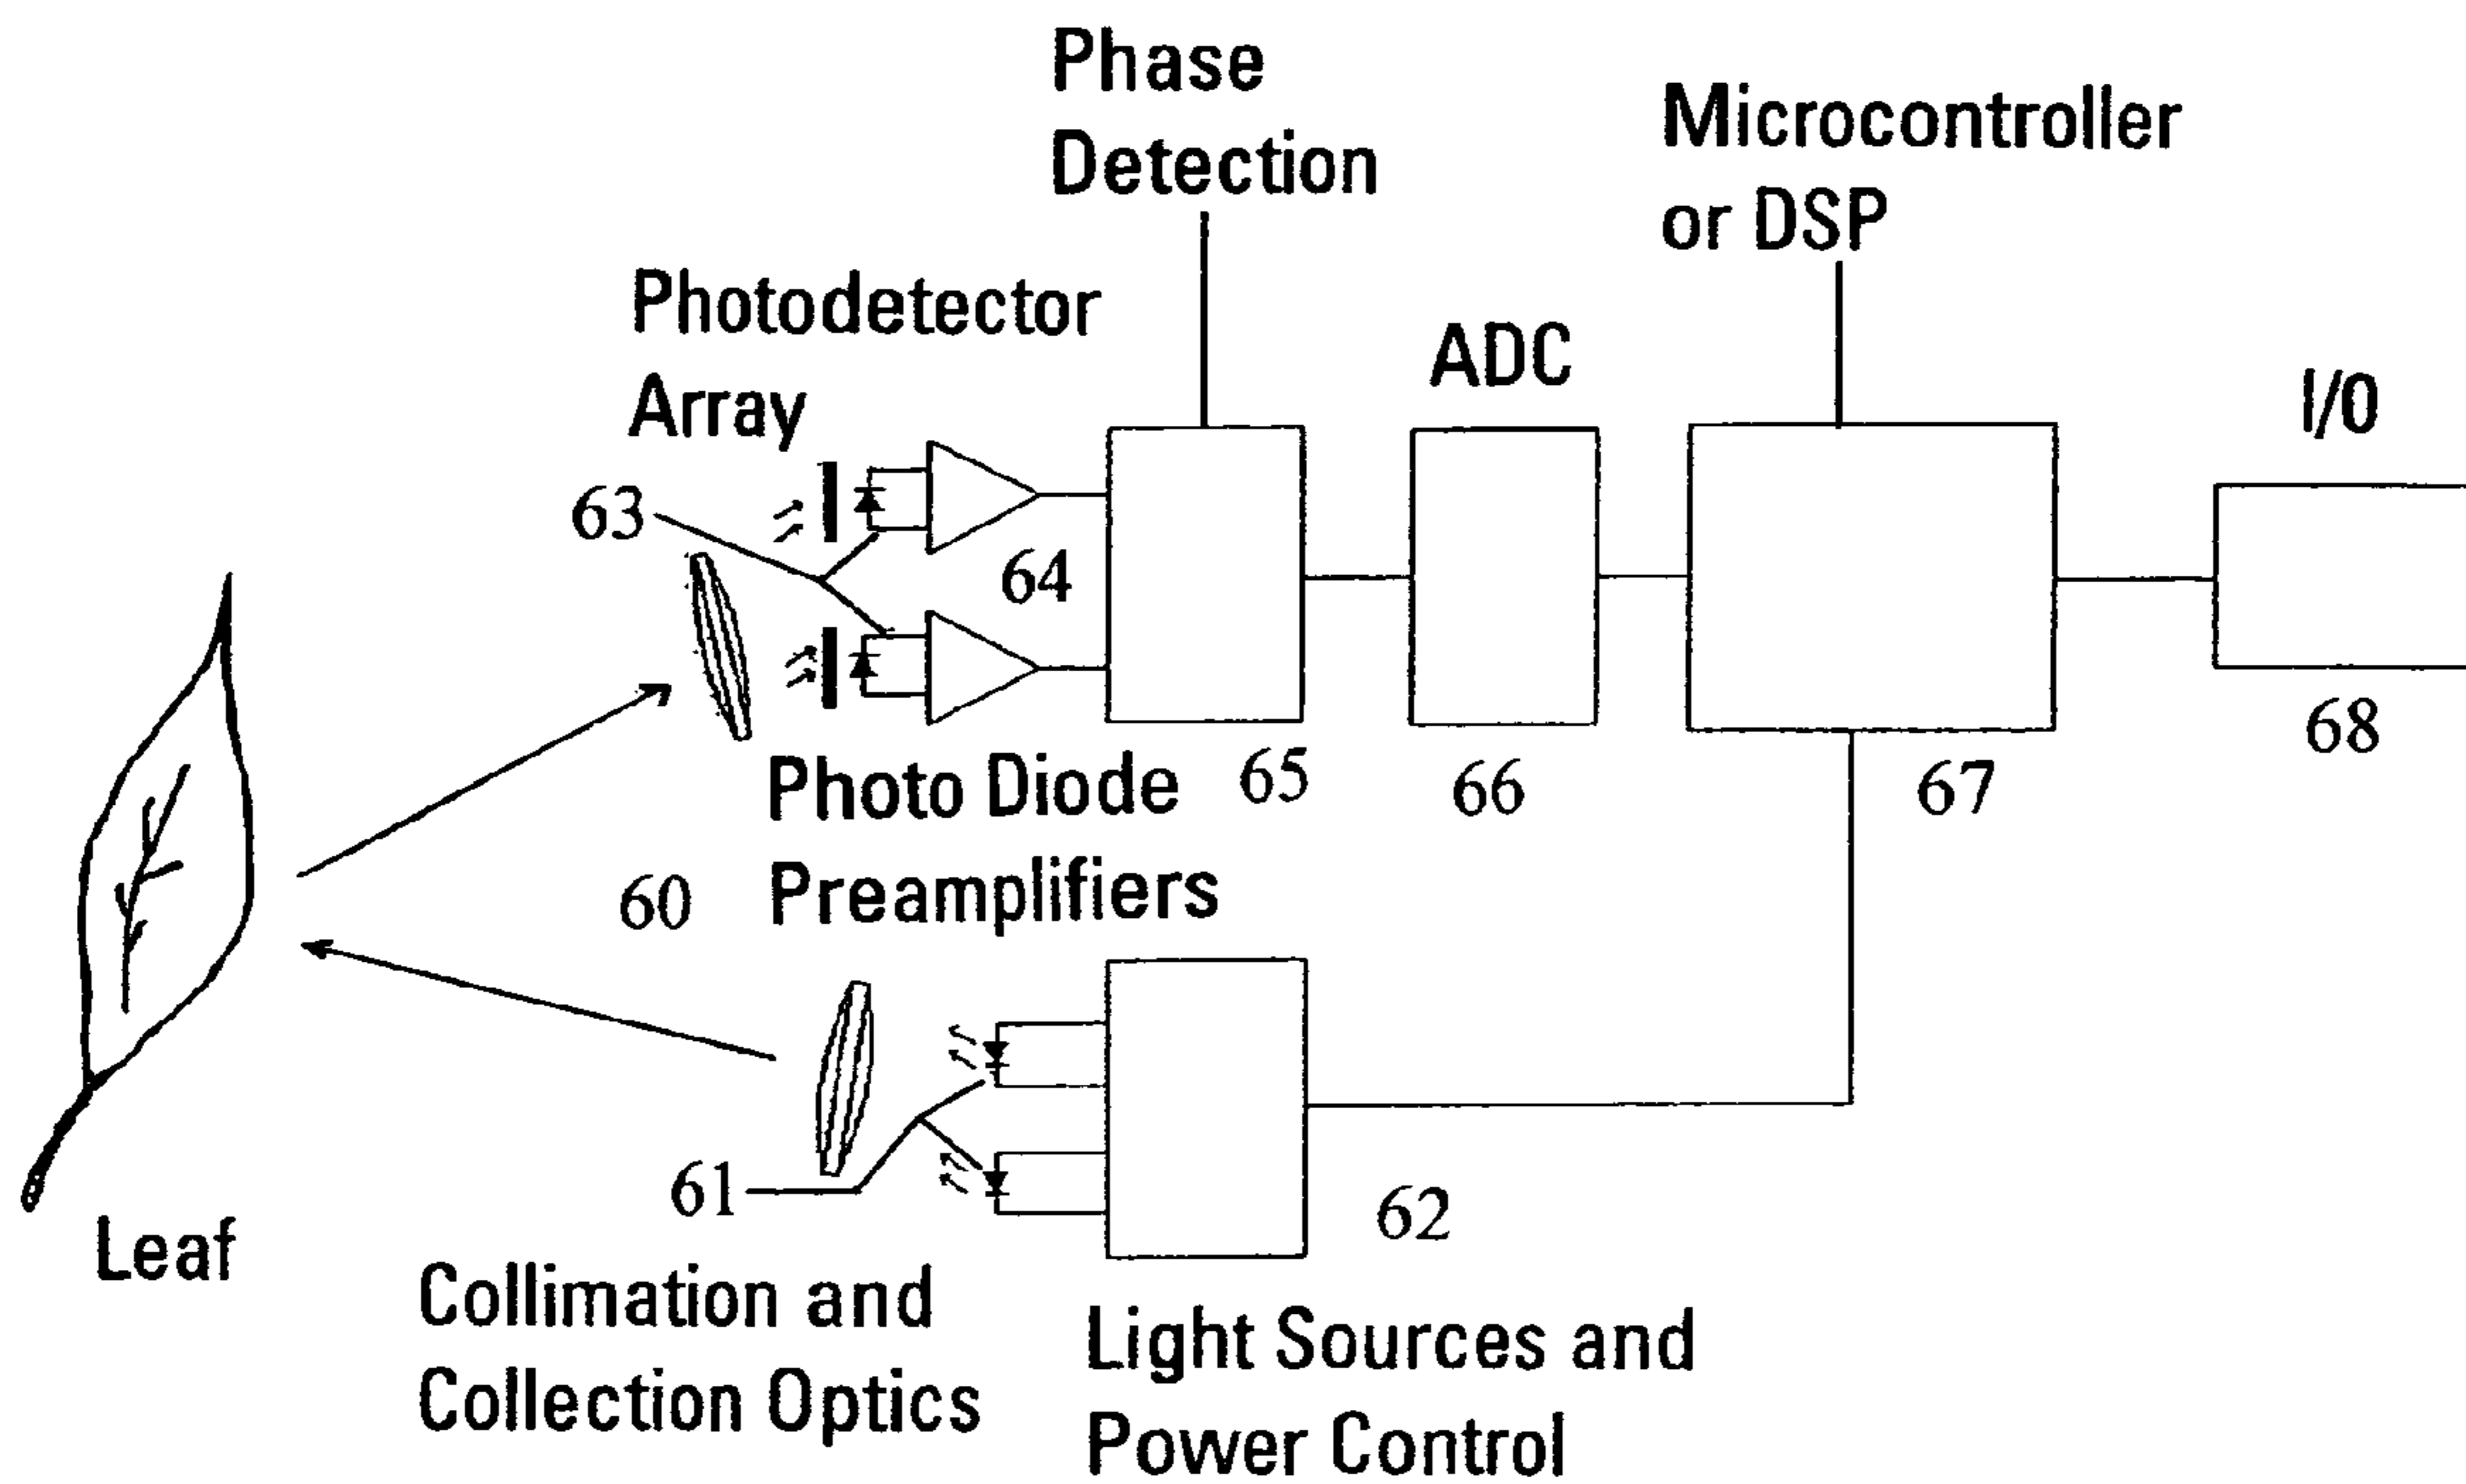 Phase
Detection
Microcontroller
or DSP
Photodetector
Array
ADC
I/O
63
64
65
66
67
68
Photo Diode
Preamplifiers
60
61
62
Leaf
Collimation and
Collection Optics
Light Sources and
Power Control